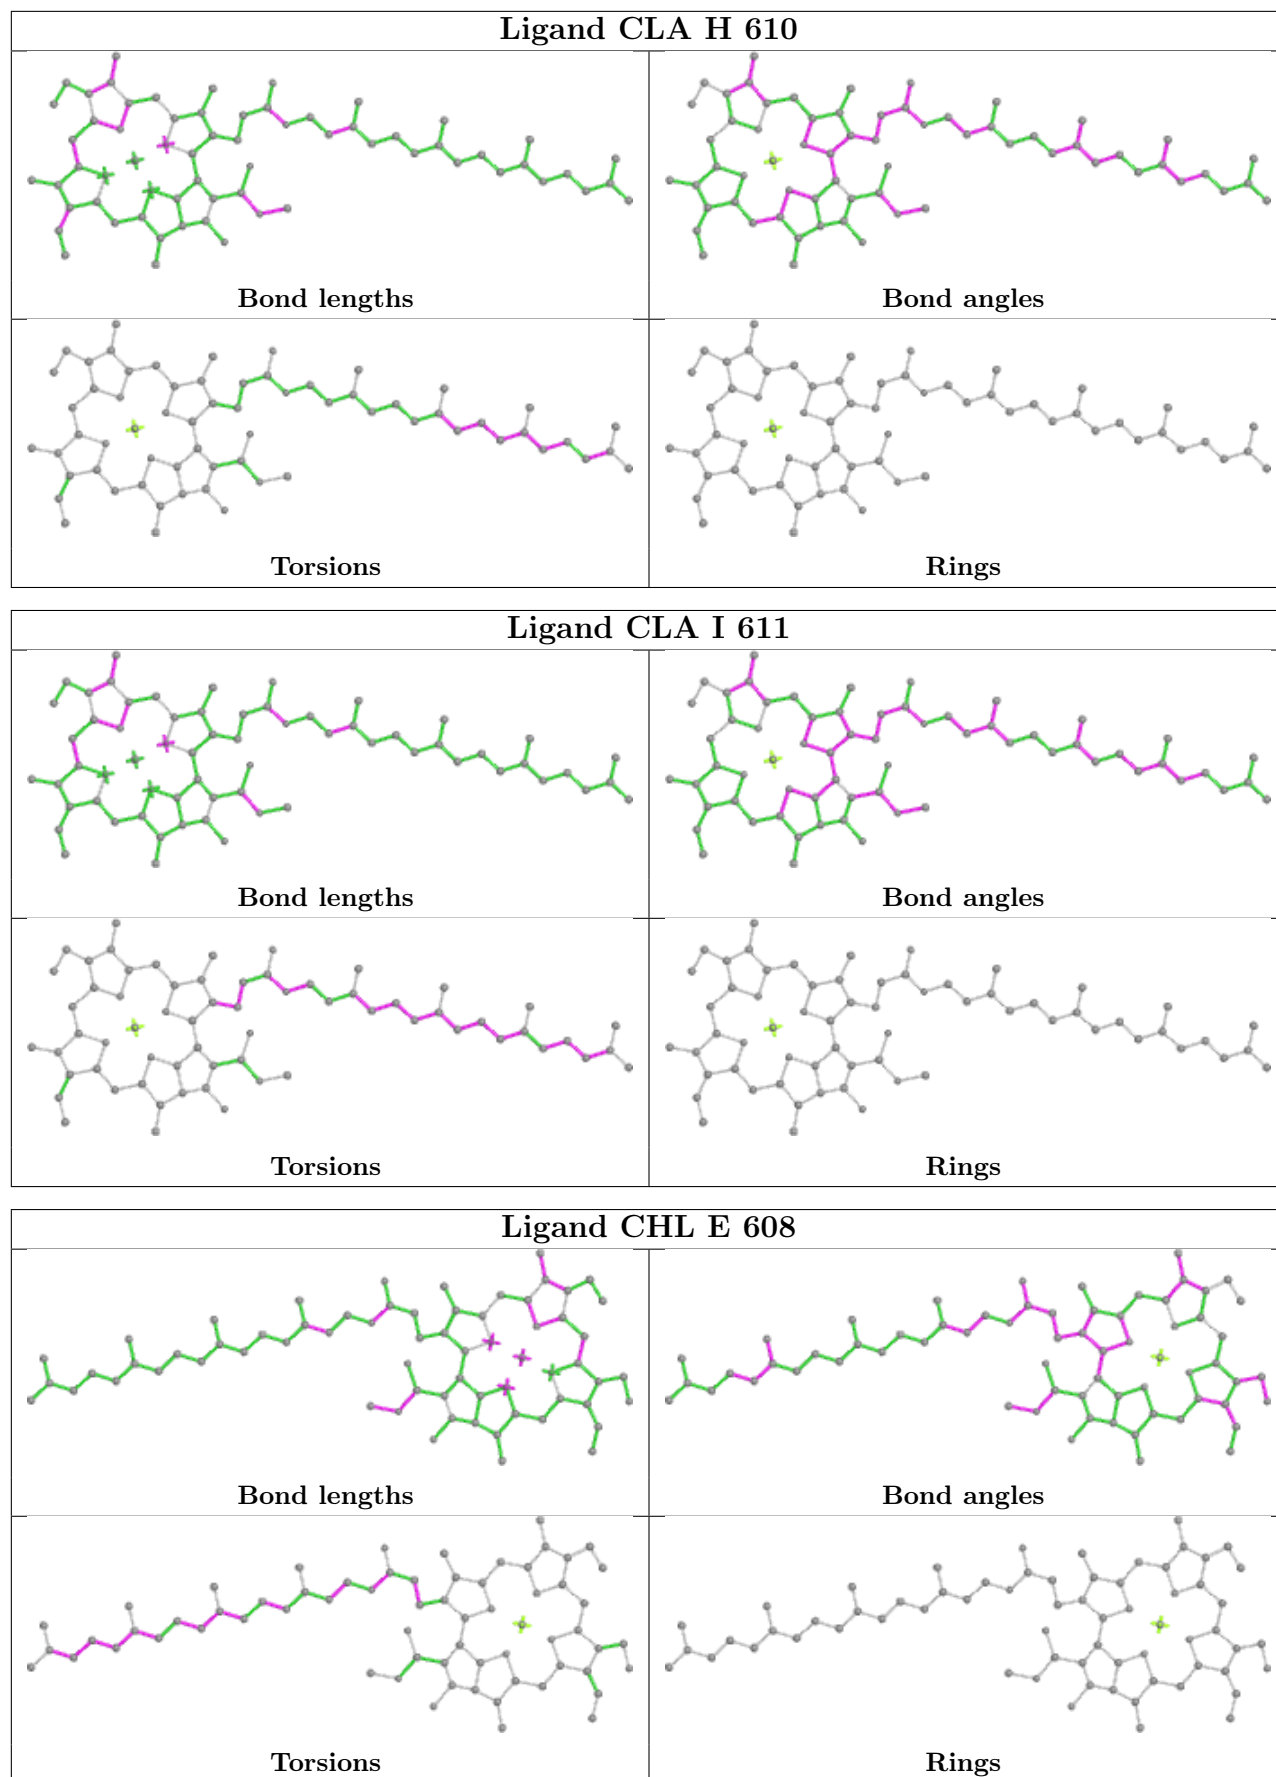 Ligand CLA H 610
Bond lengths
Bond angles
Torsions
Rings
Ligand CLA I 611
Bond lengths
Bond angles
Torsions
Rings
Ligand CHL E 608
Bond lengths
Bond angles
Torsions
Rings